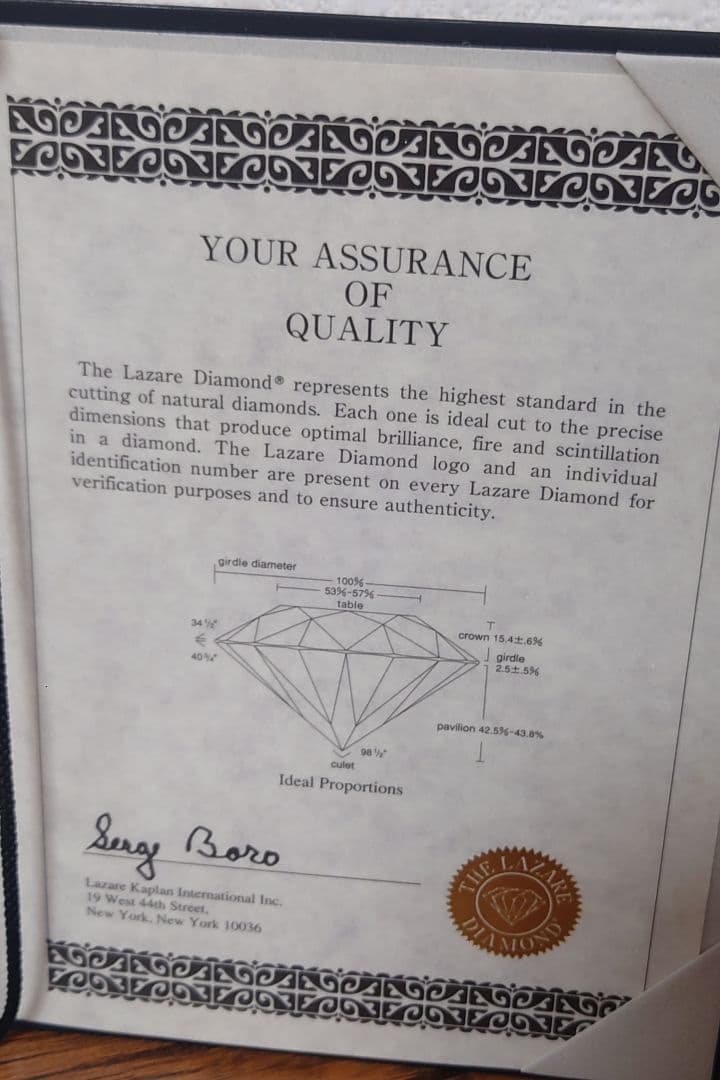 YOUR ASSURANCE
OF
QUALITY
The Lazare Diamond® represents the highest standard in the
cutting of natural diamonds. Each one is ideal cut to the precise
dimensions that produce optimal brilliance, fire and scintillation
in a diamond. The Lazare Diamond logo and an individual
identification number are present on every Lazare Diamond for
verification purposes and to ensure authenticity.
girdle diameter
100%
53%-57%
table
34 ½°
crown 15.4±.6%
40 ¾°
girdle
2.5±.5%
pavilion 42.5%-43.8%
98 ½°
culet
Ideal Proportions
Serge Boro
Lazare Kaplan International Inc.
19 West 44th Street,
New York, New York 10036
THE LAZARE
DIAMOND